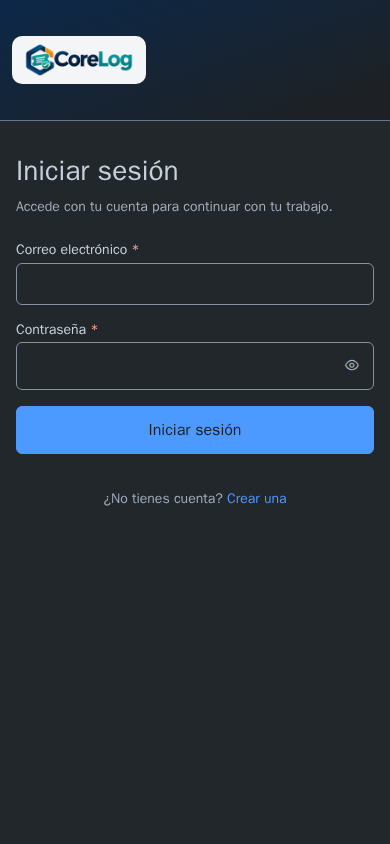 CoreLog
Iniciar sesión
Accede con tu cuenta para continuar con tu trabajo.
Correo electrónico *
Contraseña *
Iniciar sesión
¿No tienes cuenta? Crear una